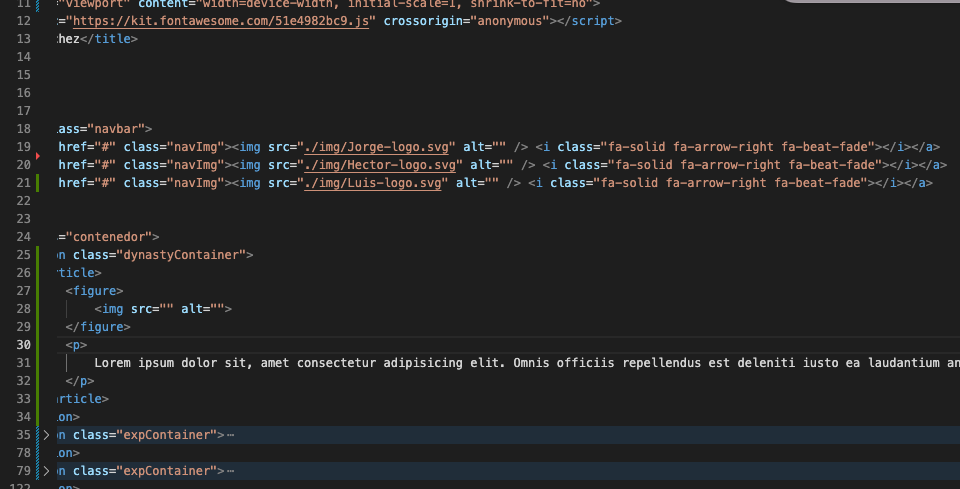 11 ="viewport" content="width=device-width, initial-scale=1, shrink-to-fit=no">
12 ="https://kit.fontawesome.com/51e4982bc9.js" crossorigin="anonymous"></script>
13 hez</title>
14
15
16
17
18 ass="navbar">
19 href="#" class="navImg"><img src="./img/Jorge-logo.svg" alt="" /> <i class="fa-solid fa-arrow-right fa-beat-fade"></i></a>
20 href="#" class="navImg"><img src="./img/Hector-logo.svg" alt="" /> <i class="fa-solid fa-arrow-right fa-beat-fade"></i></a>
21 href="#" class="navImg"><img src="./img/Luis-logo.svg" alt="" /> <i class="fa-solid fa-arrow-right fa-beat-fade"></i></a>
22
23
24 ="contenedor">
25 on class="dynastyContainer">
26 rticle>
27 <figure>
28 <img src="" alt="">
29 </figure>
30 <p>
31 Lorem ipsum dolor sit, amet consectetur adipisicing elit. Omnis officiis repellendus est deleniti iusto ea laudantium an
32 </p>
33 article>
34 ion>
35 on class="expContainer">⋯
78 ion>
79 on class="expContainer">⋯
122 ion>